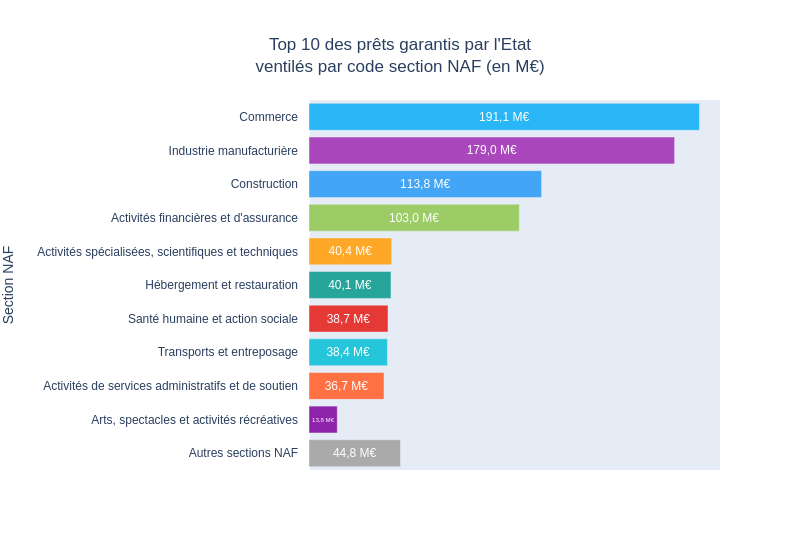 Top 10 des prêts garantis par l'Etat
ventilés par code section NAF (en M€)
Section NAF
Commerce 191,1 M€
Industrie manufacturière 179,0 M€
Construction 113,8 M€
Activités financières et d'assurance 103,0 M€
Activités spécialisées, scientifiques et techniques 40,4 M€
Hébergement et restauration 40,1 M€
Santé humaine et action sociale 38,7 M€
Transports et entreposage 38,4 M€
Activités de services administratifs et de soutien 36,7 M€
Arts, spectacles et activités récréatives 13,8 M€
Autres sections NAF 44,8 M€